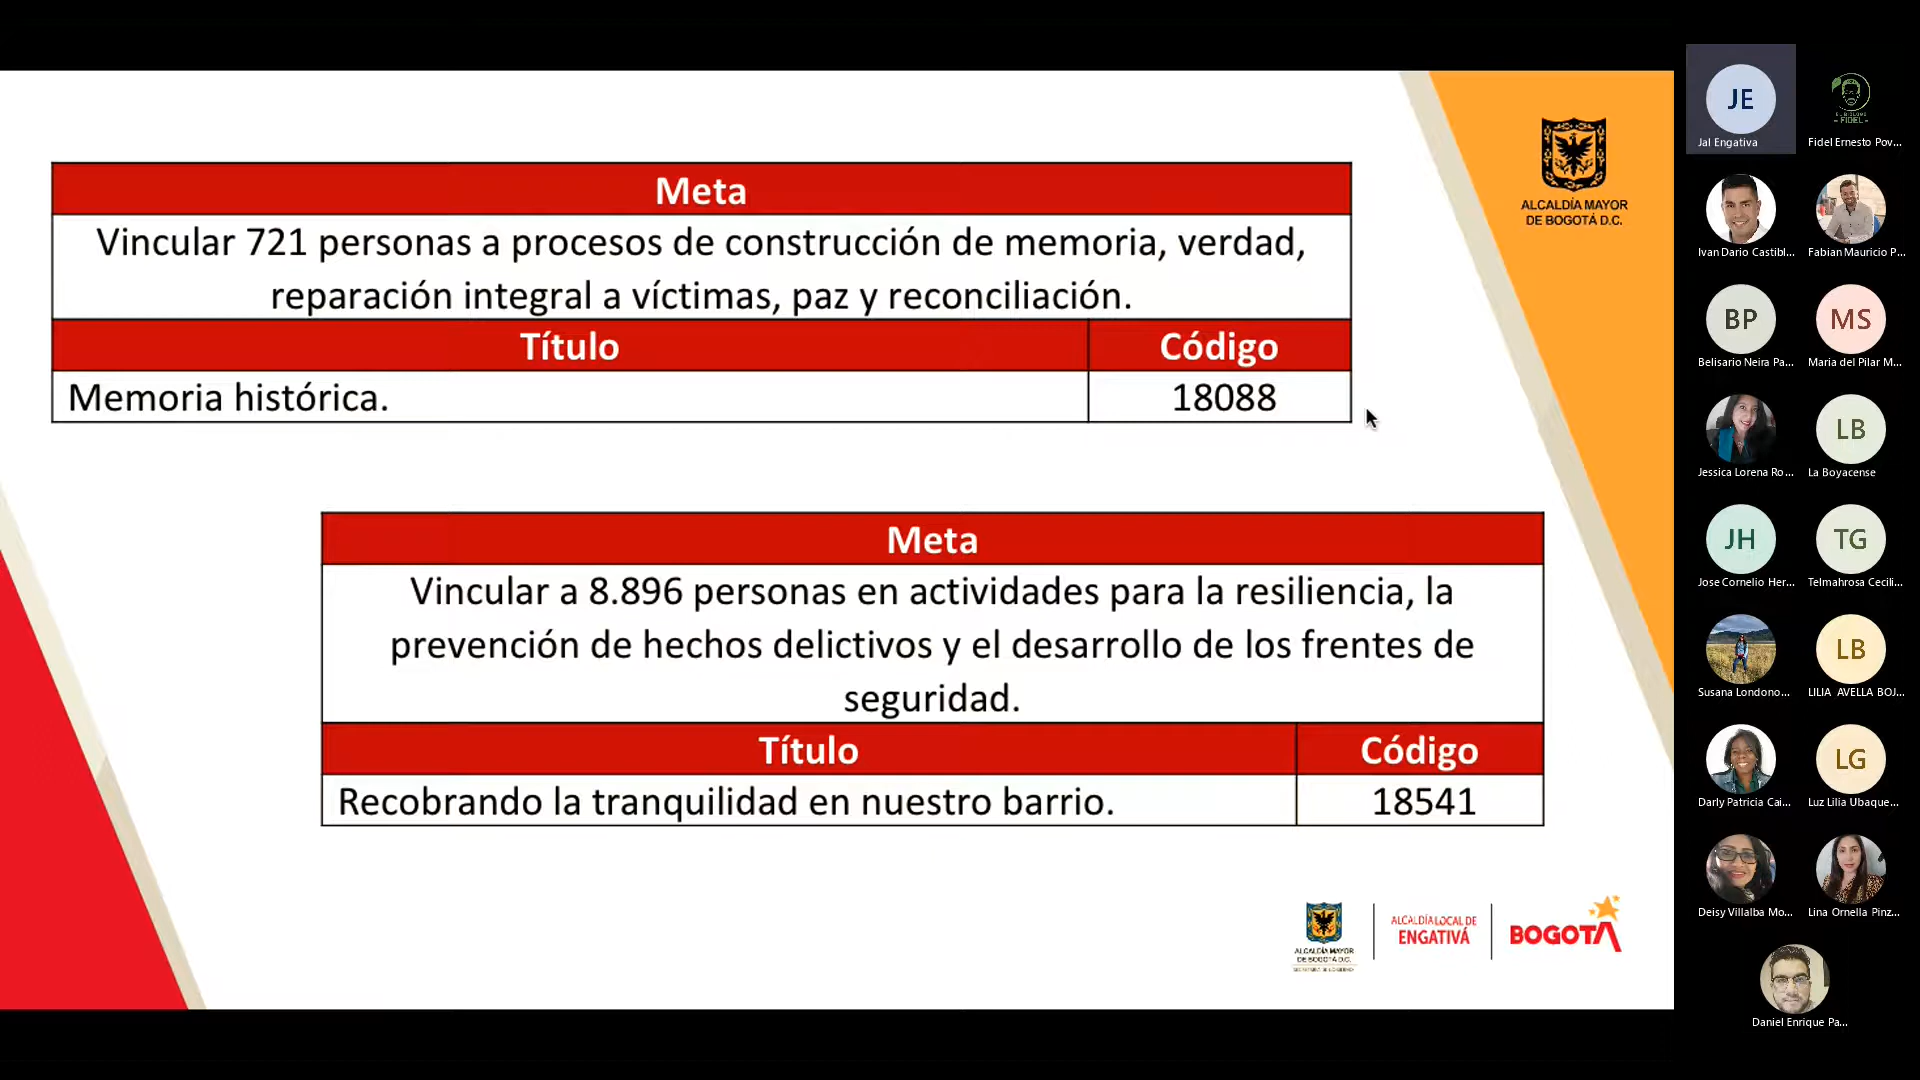 Meta
Vincular 721 personas a procesos de construcción de memoria, verdad,
reparación integral a víctimas, paz y reconciliación.
Título Código
Memoria histórica. 18088
Meta
Vincular a 8.896 personas en actividades para la resiliencia, la
prevención de hechos delictivos y el desarrollo de los frentes de
seguridad.
Título Código
Recobrando la tranquilidad en nuestro barrio. 18541
ALCALDÍA MAYOR
DE BOGOTÁ D.C.
ALCALDÍA MAYOR
DE BOGOTÁ D.C.
ALCALDÍA LOCAL DE
ENGATIVÁ
BOGOTÁ
JE
Jal Engativa
FIDEL
Fidel Ernesto Pov...
Ivan Dario Castibl...
Fabian Mauricio P...
BP
Belisario Neira Pa...
MS
Maria del Pilar M...
Jessica Lorena Ro...
LB
La Boyacense
JH
Jose Cornelio Her...
TG
Telmahrosa Cecili...
Susana Londono...
LB
LILIA AVELLA BOJ...
Darly Patricia Cai...
LG
Luz Lilia Ubaque...
Deisy Villalba Mo...
Lina Ornella Pinz...
Daniel Enrique Pa...